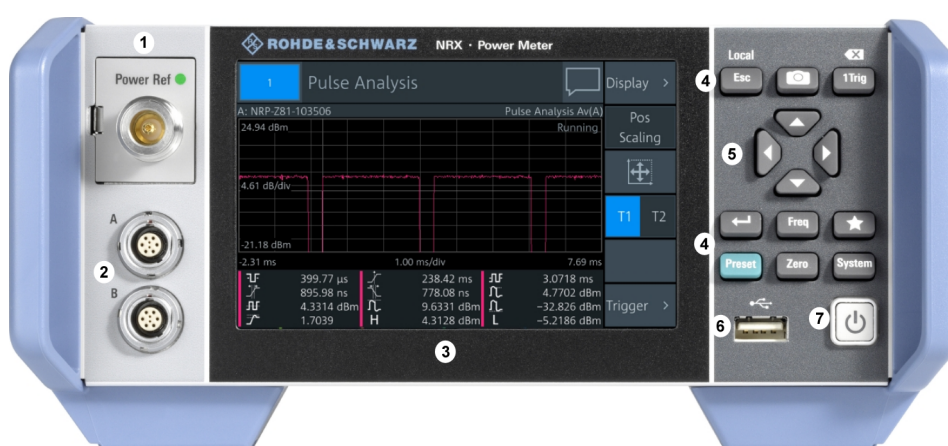 1
Power Ref
A
2
B
ROHDE & SCHWARZ NRX · Power Meter
1 Pulse Analysis Display >
A: NRP-Z81-103506 Pulse Analysis Av(A)
24.94 dBm Running
Pos
Scaling
4.61 dB/div
T1 T2
-21.18 dBm
-2.31 ms 1.00 ms/div 7.69 ms
399.77 µs 238.42 ms 3.0718 ms
895.98 ns 778.08 ns 4.7702 dBm
4.3314 dBm 9.6331 dBm −32.826 dBm
1.7039 H 4.3128 dBm L −5.2186 dBm
Trigger >
3
Local
4 Esc 1Trig
5
Freq
4
Preset Zero System
6
7